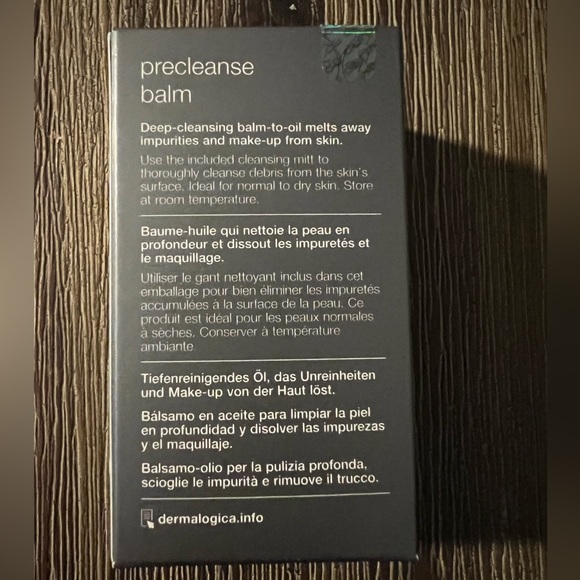 precleanse
balm
Deep-cleansing balm-to-oil melts away
impurities and make-up from skin.
Use the included cleansing mitt to
thoroughly cleanse debris from the skin's
surface. Ideal for normal to dry skin. Store
at room temperature.
Baume-huile qui nettoie la peau en
profondeur et dissout les impuretés et
le maquillage.
Utiliser le gant nettoyant inclus dans cet
emballage pour bien éliminer les impuretés
accumulées à la surface de la peau. Ce
produit est idéal pour les peaux normales
à sèches. Conserver à température
ambiante
Tiefenreinigendes Öl, das Unreinheiten
und Make-up von der Haut löst.
Bálsamo en aceite para limpiar la piel
en profundidad y disolver las impurezas
y el maquillaje.
Balsamo-olio per la pulizia profonda,
scioglie le impurità e rimuove il trucco.
dermalogica.info